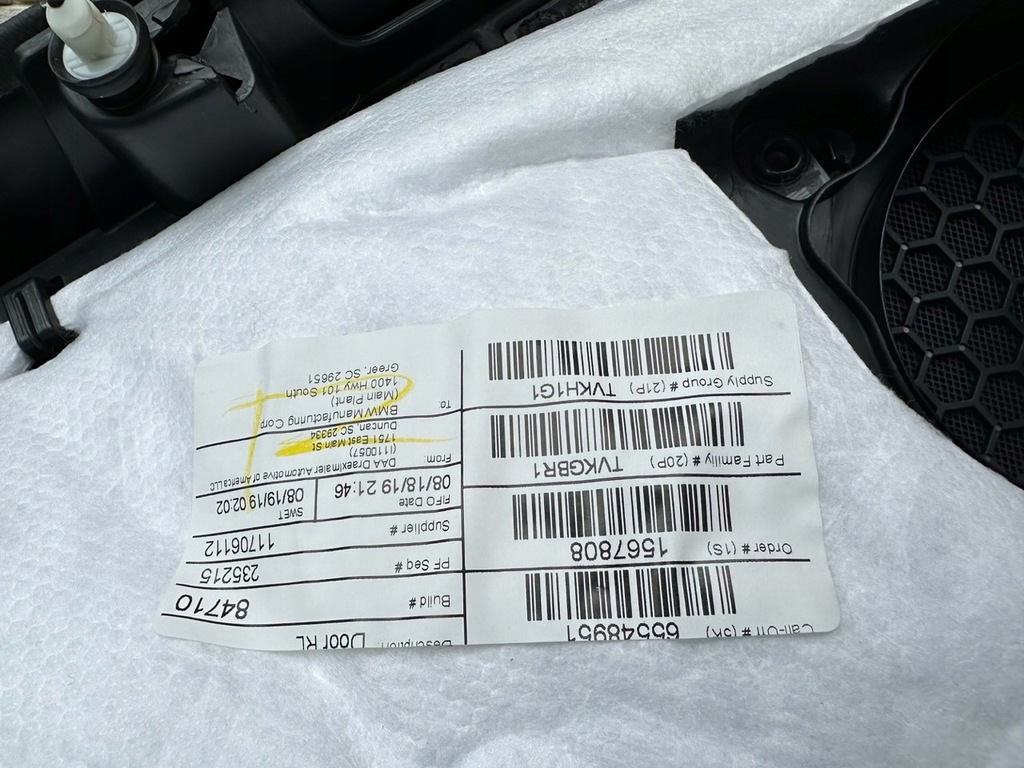 Call-Off # (5K)
65548951
Order# (1S)
1567808
Part Family # (20P)
TVKGBR1
Supply Group# (21P)
TVKH1G1
Description: Door RL
Build# 84710
PF Seq# 235215
Supplier# 11706112
FIFO Date
08/18/19 21:46
SWET
08/19/19 02:02
From:
DAA Draexlmaier Automotive of America LLC
(1110057)
1751 East Main St
Duncan, SC 29334
To:
BMW Manufacturing Corp
(Main Plant)
1400 Hwy 101 South
Greer, SC 29651